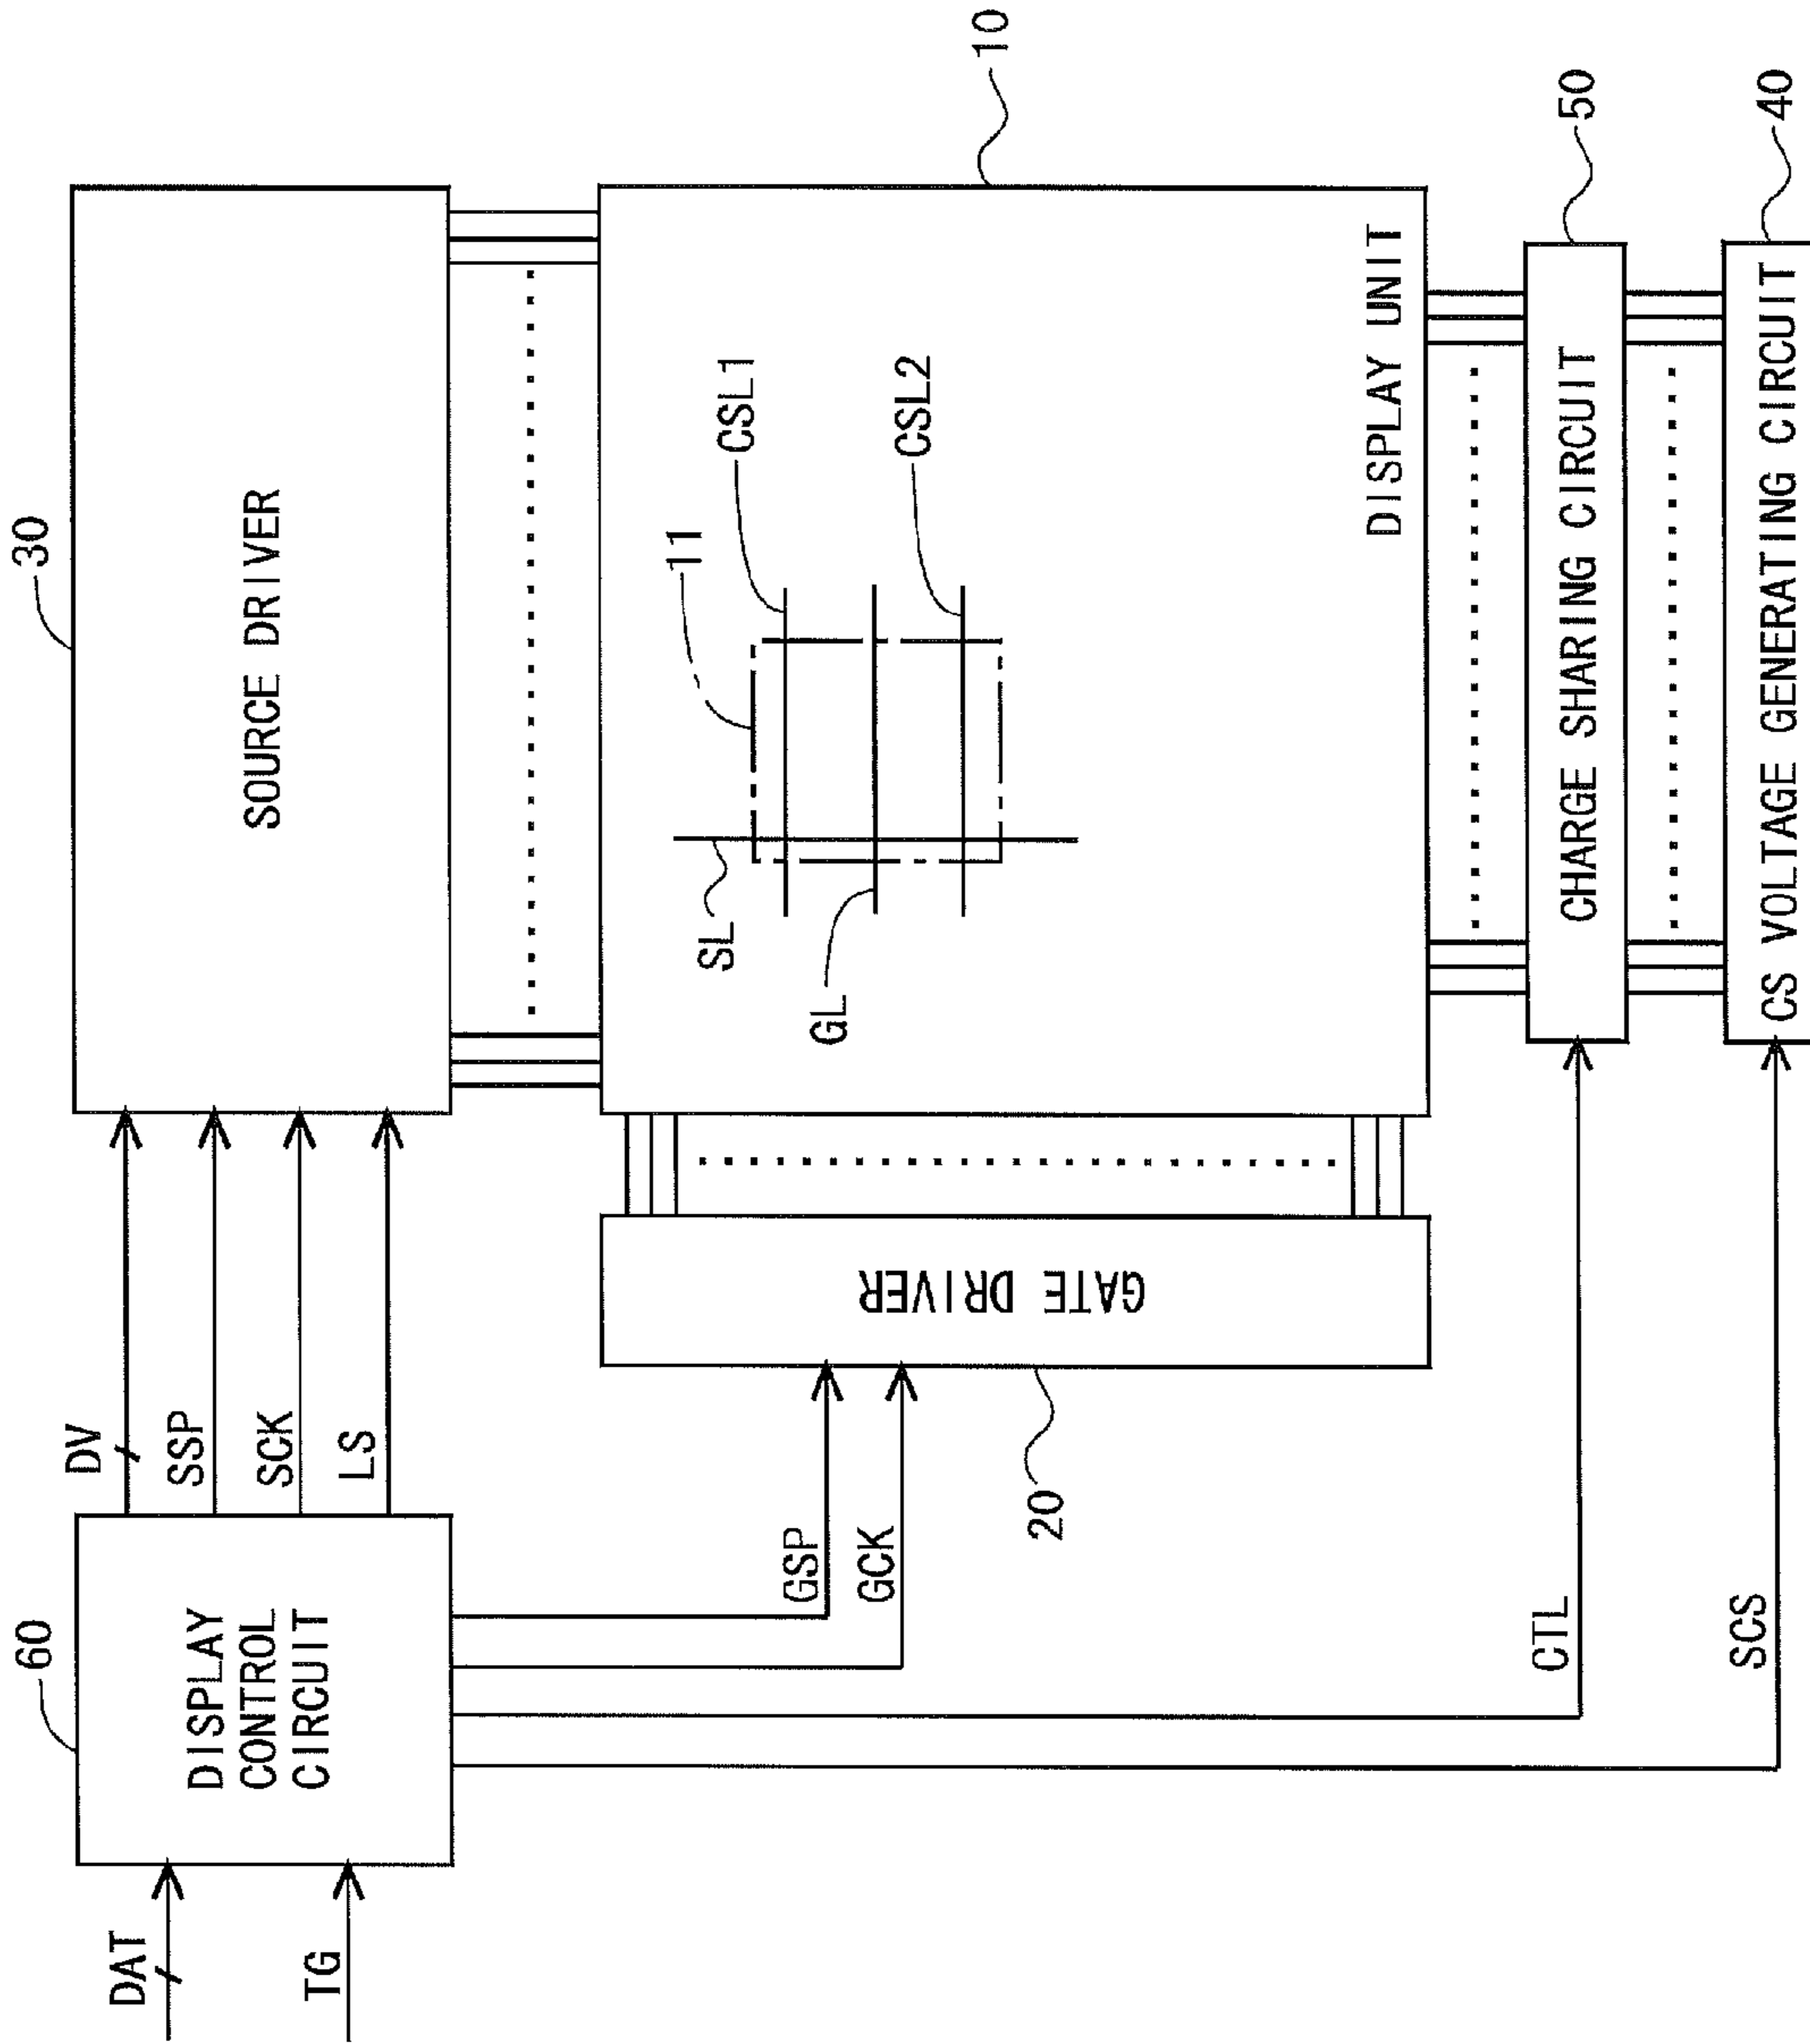 60
30
DAT
TG
DISPLAY
CONTROL
CIRCUIT
DV
SSP
SCK
LS
SOURCE DRIVER
GSP
GCK
20
GATE DRIVER
SL
GL
11
CSL1
CSL2
10
DISPLAY UNIT
CTL
CHARGE SHARING CIRCUIT
50
SCS
CS VOLTAGE GENERATING CIRCUIT
40